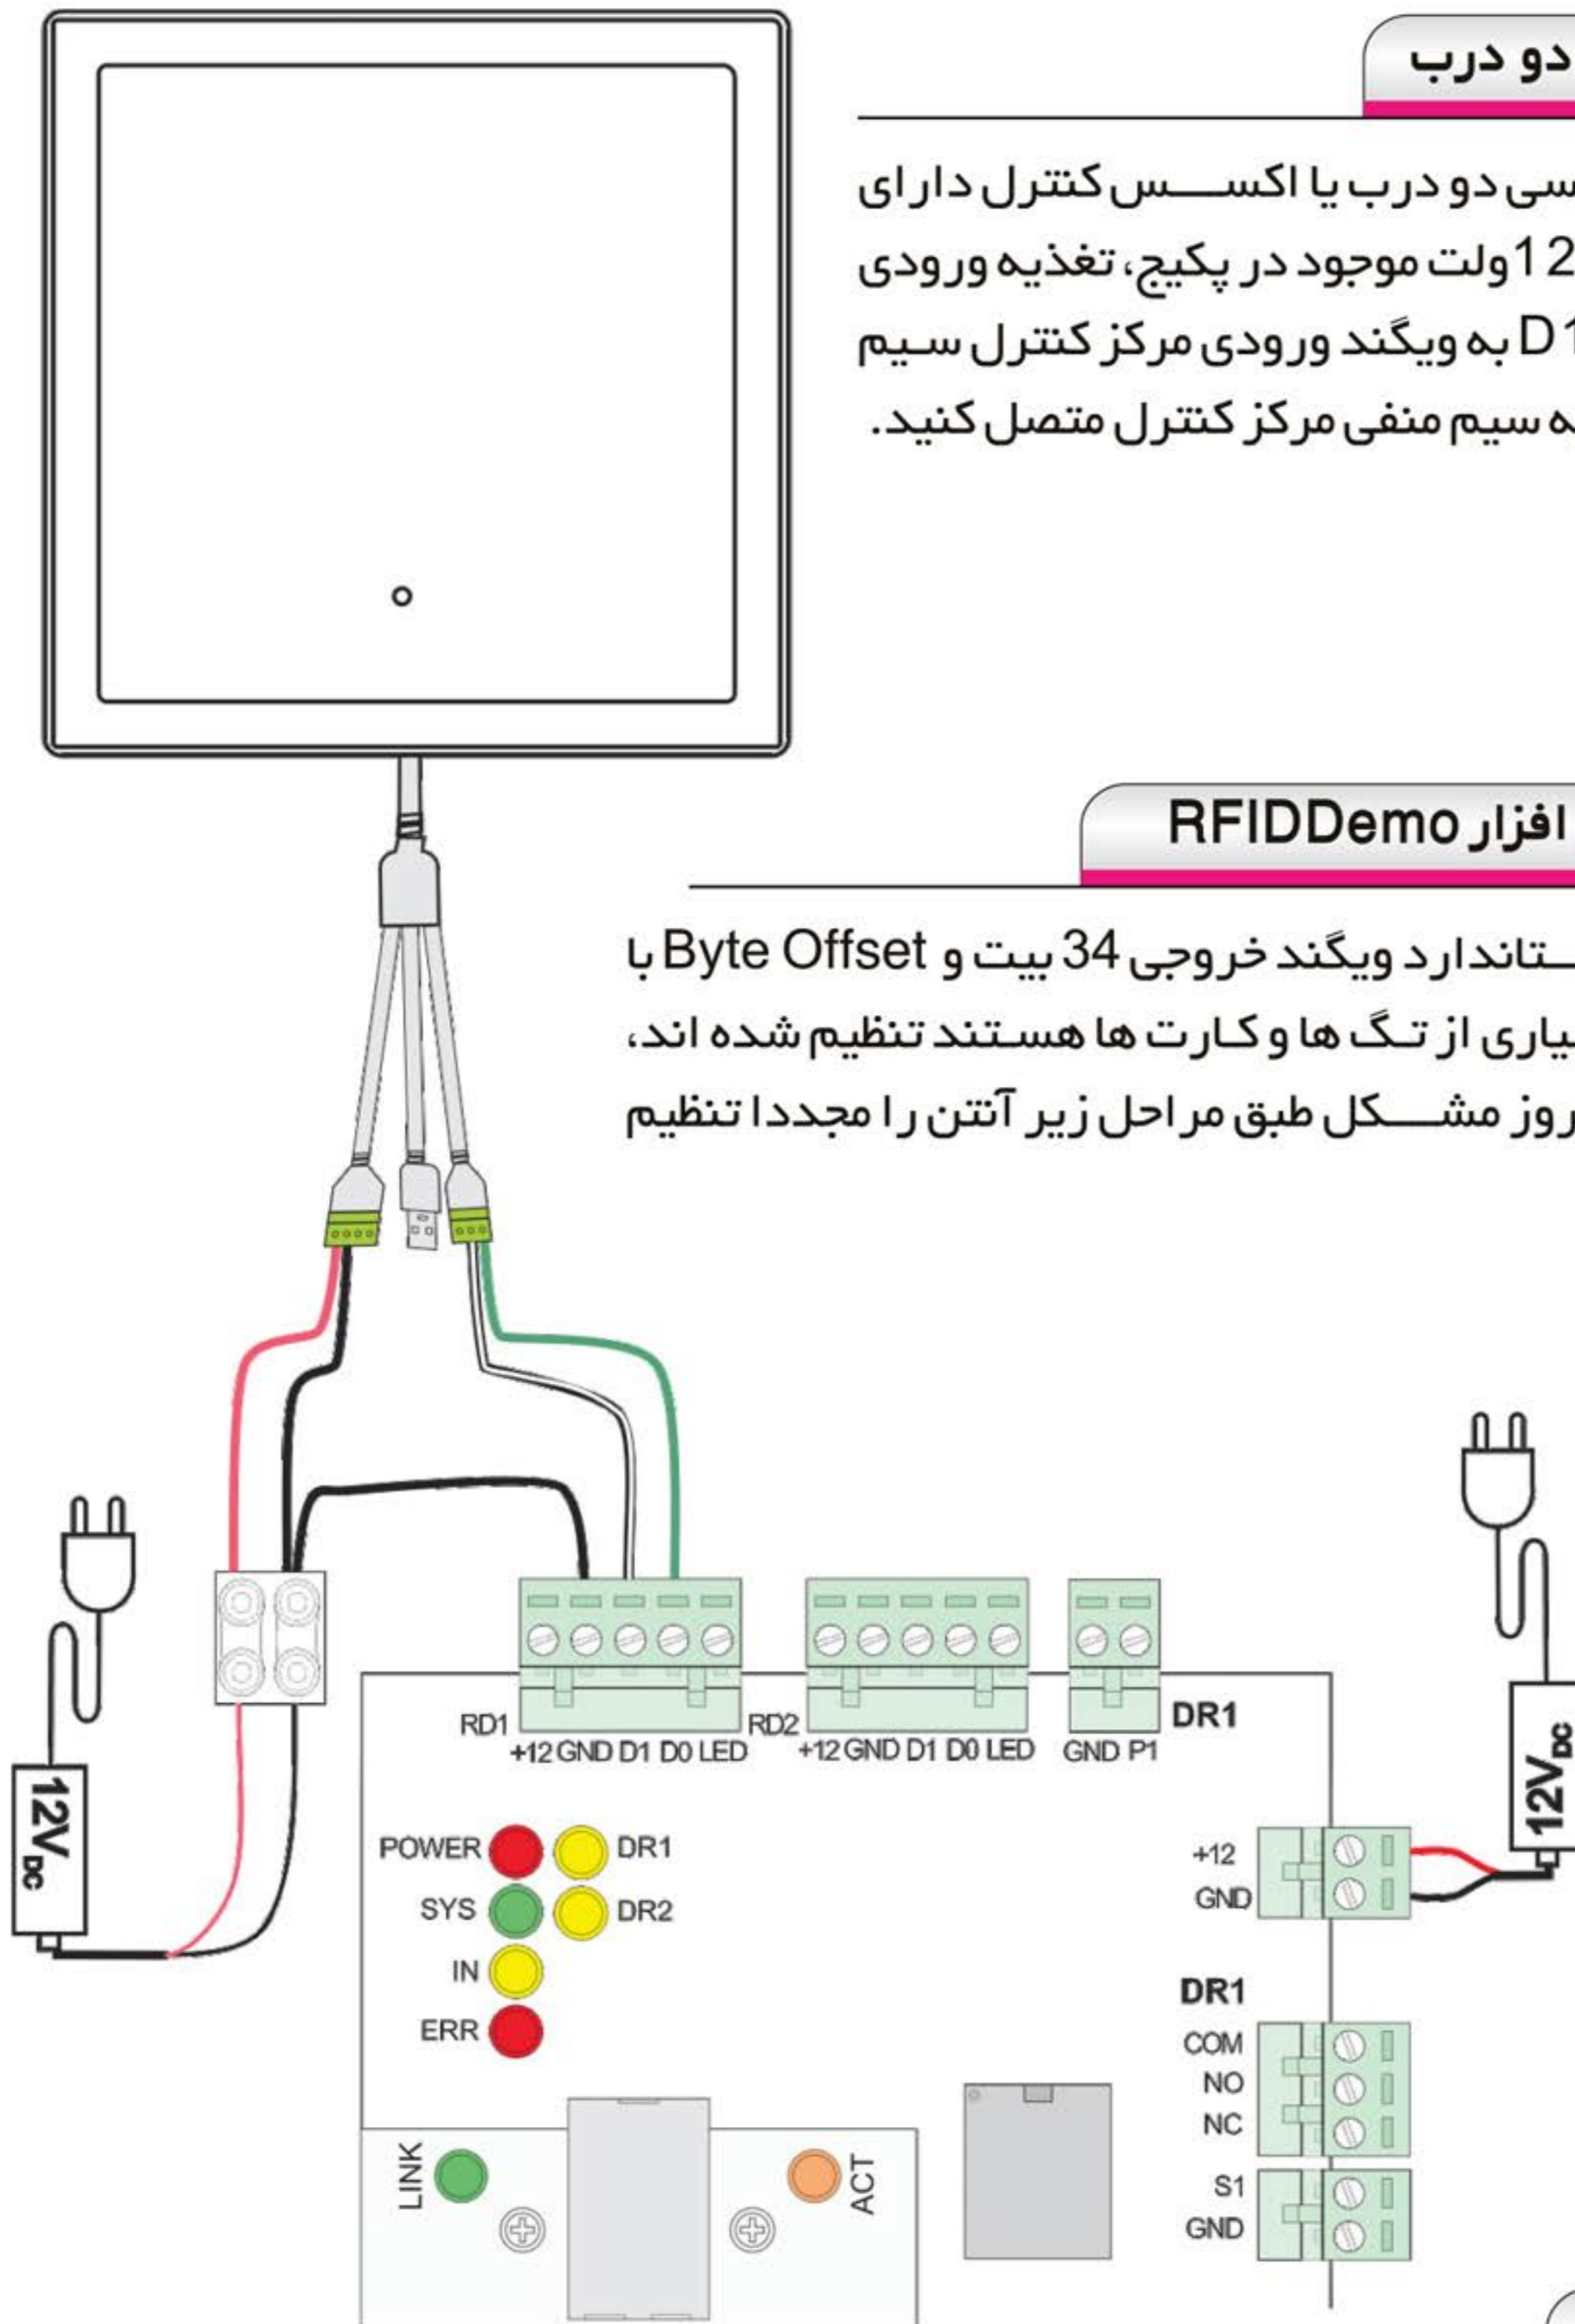 دو درب
سی دو درب یا اکسس کنترل دارای
12ولت موجود در پکیج، تغذیه ورودی
D1 به ویگند ورودی مرکز کنترل سیم
ه سیم منفی مرکز کنترل متصل کنید.
افزار RFIDDemo
ستاندارد ویگند خروجی 34 بیت و Byte Offset با
یاری از تگ ها و کارت ها هستند تنظیم شده اند،
روز مشکل طبق مراحل زیر آنتن را مجددا تنظیم
RD1
+12 GND D1 D0 LED
RD2
+12 GND D1 D0 LED
DR1
GND P1
12VDC
12VDC
POWER
DR1
SYS
DR2
IN
ERR
+12
GND
DR1
COM
NO
NC
S1
GND
LINK
ACT